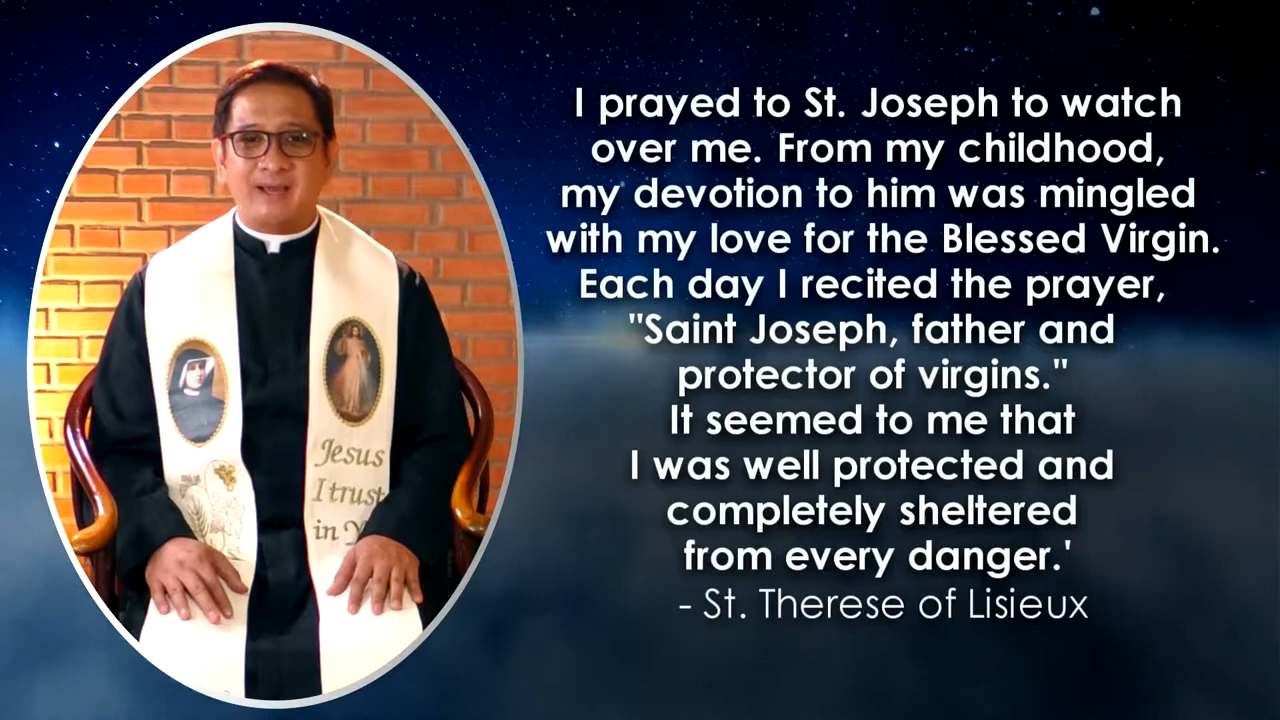 I prayed to St. Joseph to watch
over me. From my childhood,
my devotion to him was mingled
with my love for the Blessed Virgin.
Each day I recited the prayer,
"Saint Joseph, father and
protector of virgins."
It seemed to me that
I was well protected and
completely sheltered
from every danger.'
- St. Therese of Lisieux
Jesus
I trust
in